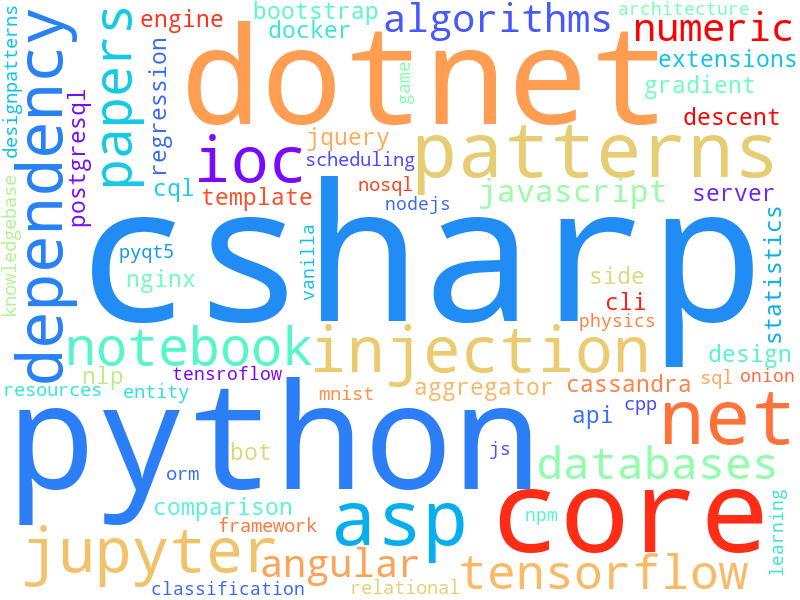 designpatterns
dependency
papers
engine
bootstrap
docker
algorithms
architecture
numeric
extensions
gradient
descent
regression
postgresql
dotnet
game
ioc
jquery
scheduling
patterns
cql
template
nosql
nodejs
javascript
server
knowledgebase
csharp
pyqt5
nginx
vanilla
side
cli
physics
statistics
notebook
injection
design
nlp
tensroflow
resources
entity
mnist
aggregator
cassandra
sql
onion
python
api
cpp
net
bot
js
orm
databases
comparison
framework
asp
core
npm
learning
jupyter
angular
tensorflow
classification
relational